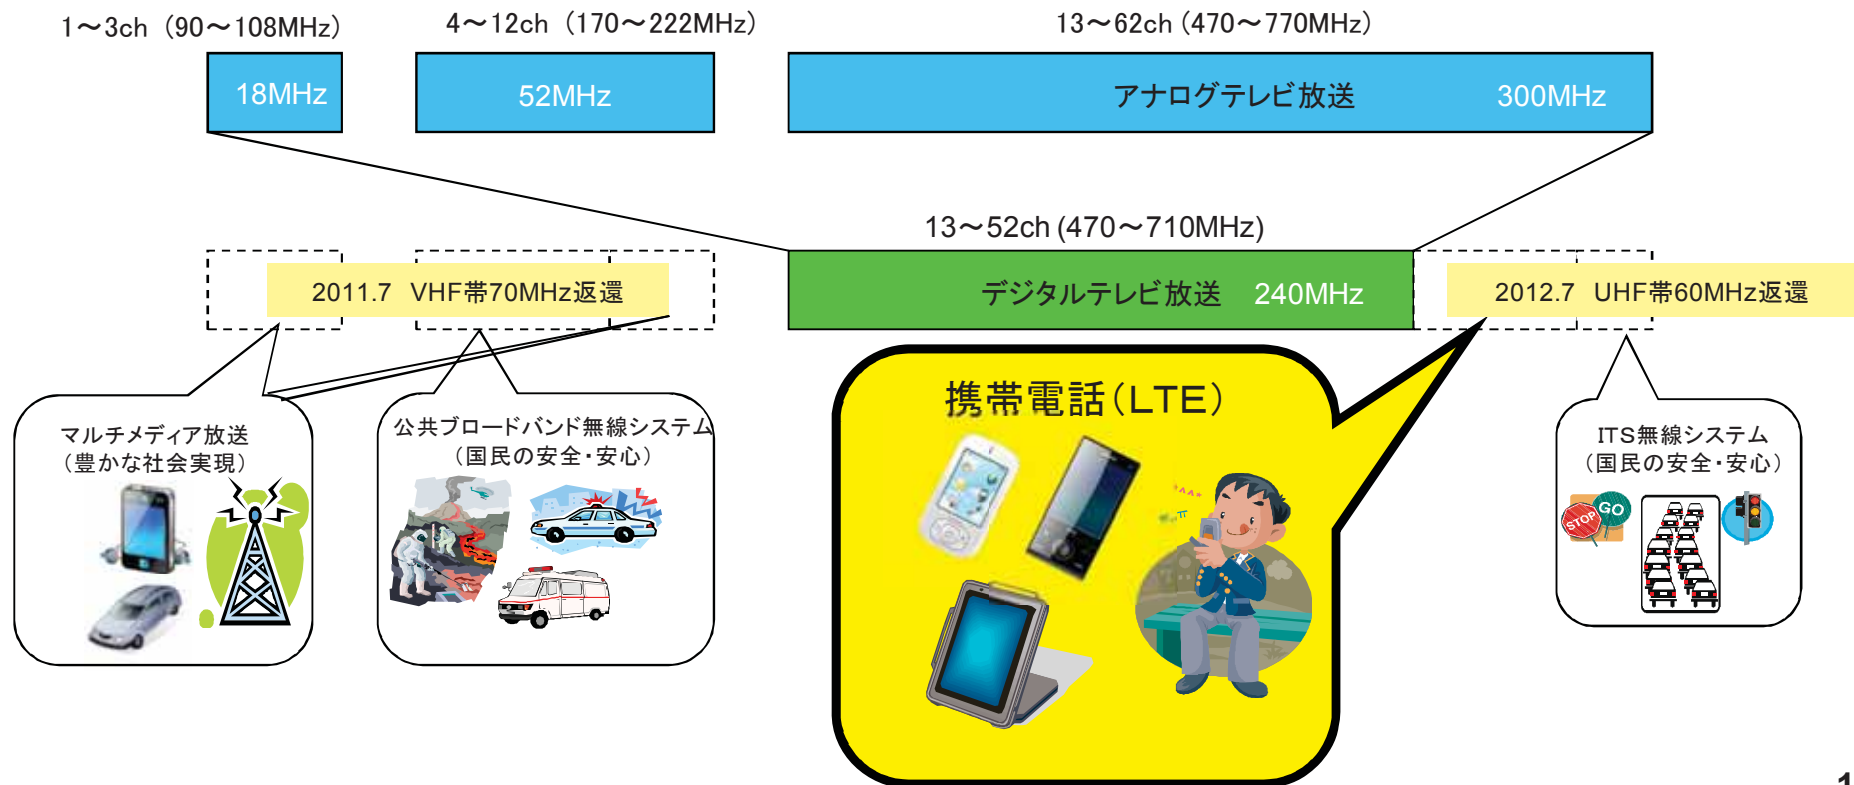 1～3ch (90～108MHz)
4～12ch (170～222MHz)
13～62ch (470～770MHz)
18MHz
52MHz
アナログテレビ放送 300MHz
13～52ch (470～710MHz)
2011.7 VHF帯70MHz返還
デジタルテレビ放送 240MHz
2012.7 UHF帯60MHz返還
マルチメディア放送
（豊かな社会実現）
公共ブロードバンド無線システム
（国民の安全・安心）
携帯電話（LTE）
ITS無線システム
（国民の安全・安心）
STOP
GO
1